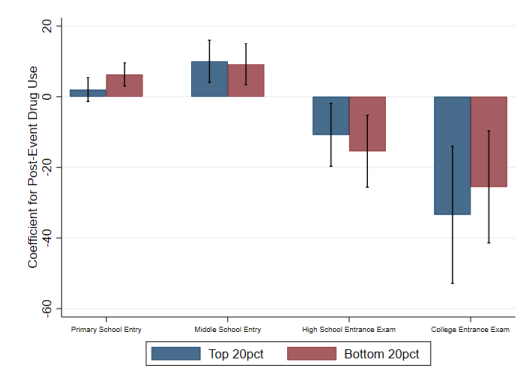 Coefficient for Post-Event Drug Use
20
0
-20
-40
-60
Primary School Entry
Middle School Entry
High School Entrance Exam
College Entrance Exam
Top 20pct
Bottom 20pct